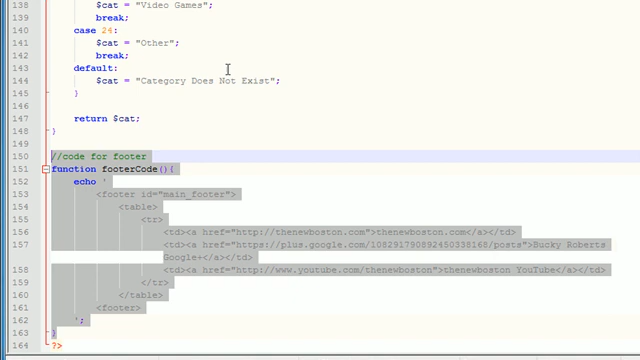 138 $cat = "Video Games";
139 break;
140 case 24:
141 $cat = "Other";
142 break;
143 default:
144 $cat = "Category Does Not Exist";
145 }
146
147 return $cat;
148 }
149
150 //code for footer
151 function footerCode(){
152 echo '
153 <footer id="main_footer">
154 <table>
155 <tr>
156 <td><a href="http://thenewboston.com">thenewboston.com</a></td>
157 <td><a href="https://plus.google.com/108291790892450338168/posts">Bucky Roberts
Google+</a></td>
158 <td><a href="http://www.youtube.com/thenewboston">thenewboston YouTube</a></td>
159 </tr>
160 </table>
161 <footer>
162 ';
163 }
164 ?>